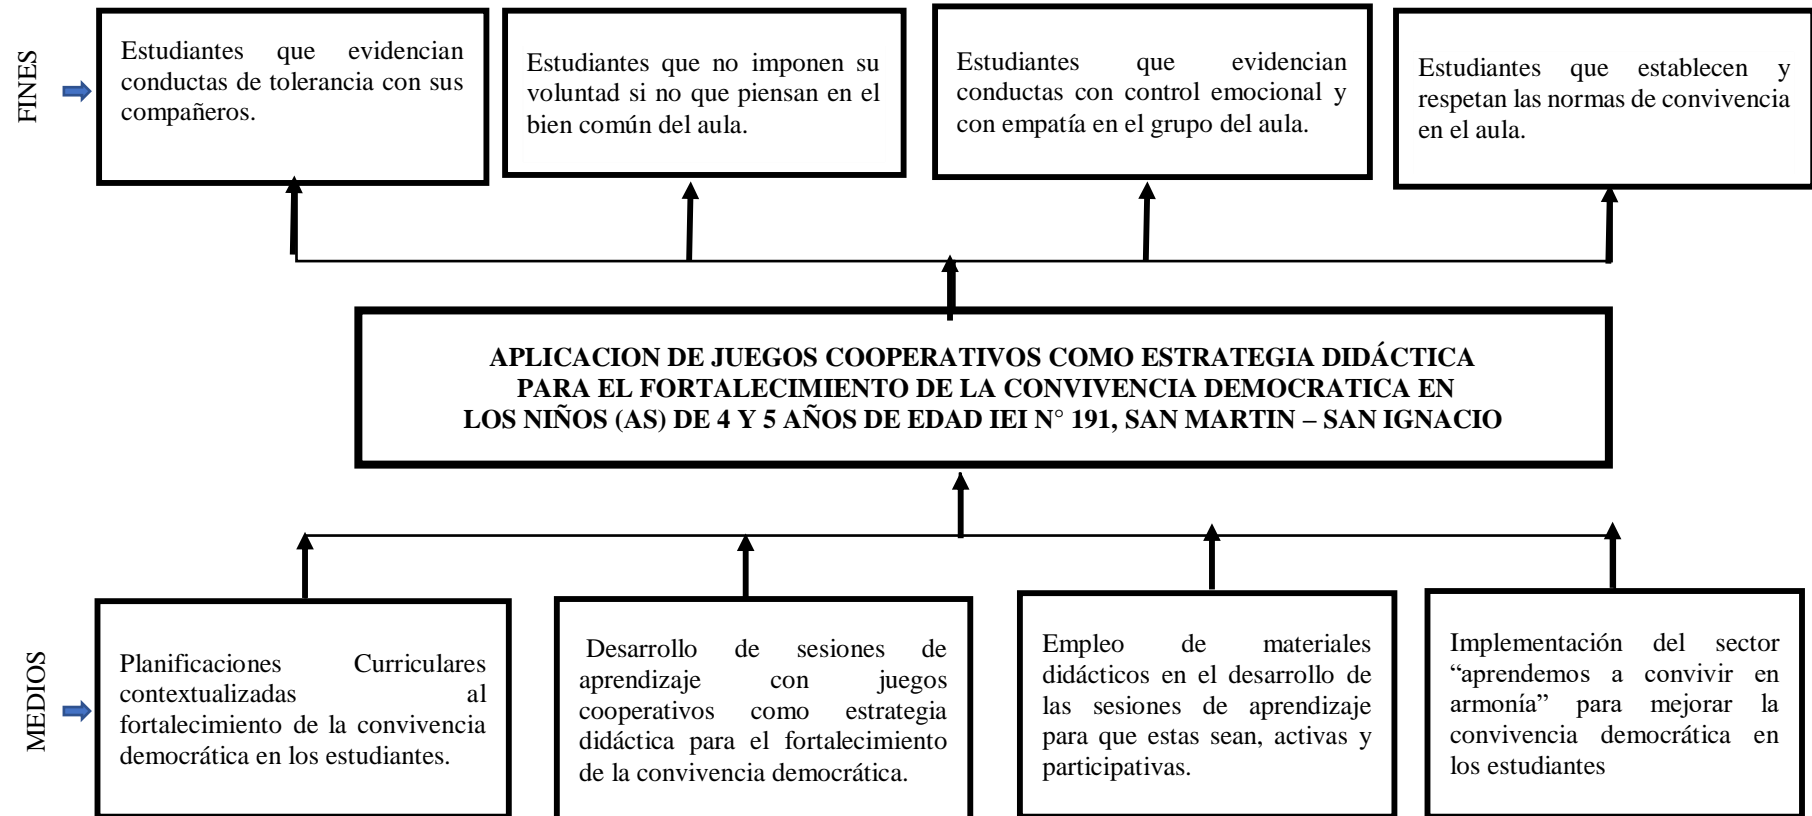 FINES
Estudiantes que evidencian
conductas de tolerancia con sus
compañeros.
Estudiantes que no imponen su
voluntad si no que piensan en el
bien común del aula.
Estudiantes que evidencian
conductas con control emocional y
con empatía en el grupo del aula.
Estudiantes que establecen y
respetan las normas de convivencia
en el aula.
APLICACION DE JUEGOS COOPERATIVOS COMO ESTRATEGIA DIDÁCTICA
PARA EL FORTALECIMIENTO DE LA CONVIVENCIA DEMOCRATICA EN
LOS NIÑOS (AS) DE 4 Y 5 AÑOS DE EDAD IEI N° 191, SAN MARTIN – SAN IGNACIO
MEDIOS
Planificaciones Curriculares
contextualizadas al
fortalecimiento de la convivencia
democrática en los estudiantes.
Desarrollo de sesiones de
aprendizaje con juegos
cooperativos como estrategia
didáctica para el fortalecimiento
de la convivencia democrática.
Empleo de materiales
didácticos en el desarrollo de
las sesiones de aprendizaje
para que estas sean, activas y
participativas.
Implementación del sector
“aprendemos a convivir en
armonía” para mejorar la
convivencia democrática en
los estudiantes